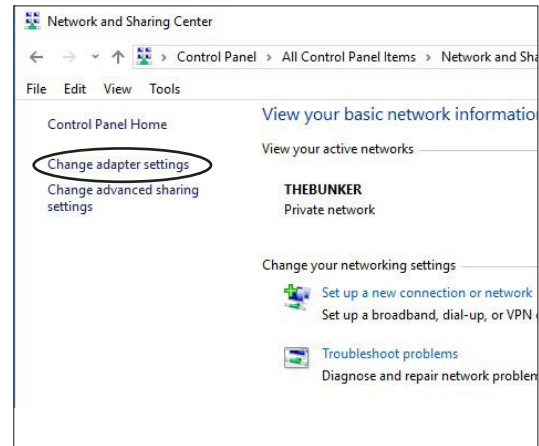 Network and Sharing Center
Control Panel > All Control Panel Items > Network and Sha
File Edit View Tools
Control Panel Home
Change adapter settings
Change advanced sharing
settings
View your basic network informatio
View your active networks
THEBUNKER
Private network
Change your networking settings
Set up a new connection or network
Set up a broadband, dial-up, or VPN
Troubleshoot problems
Diagnose and repair network problem